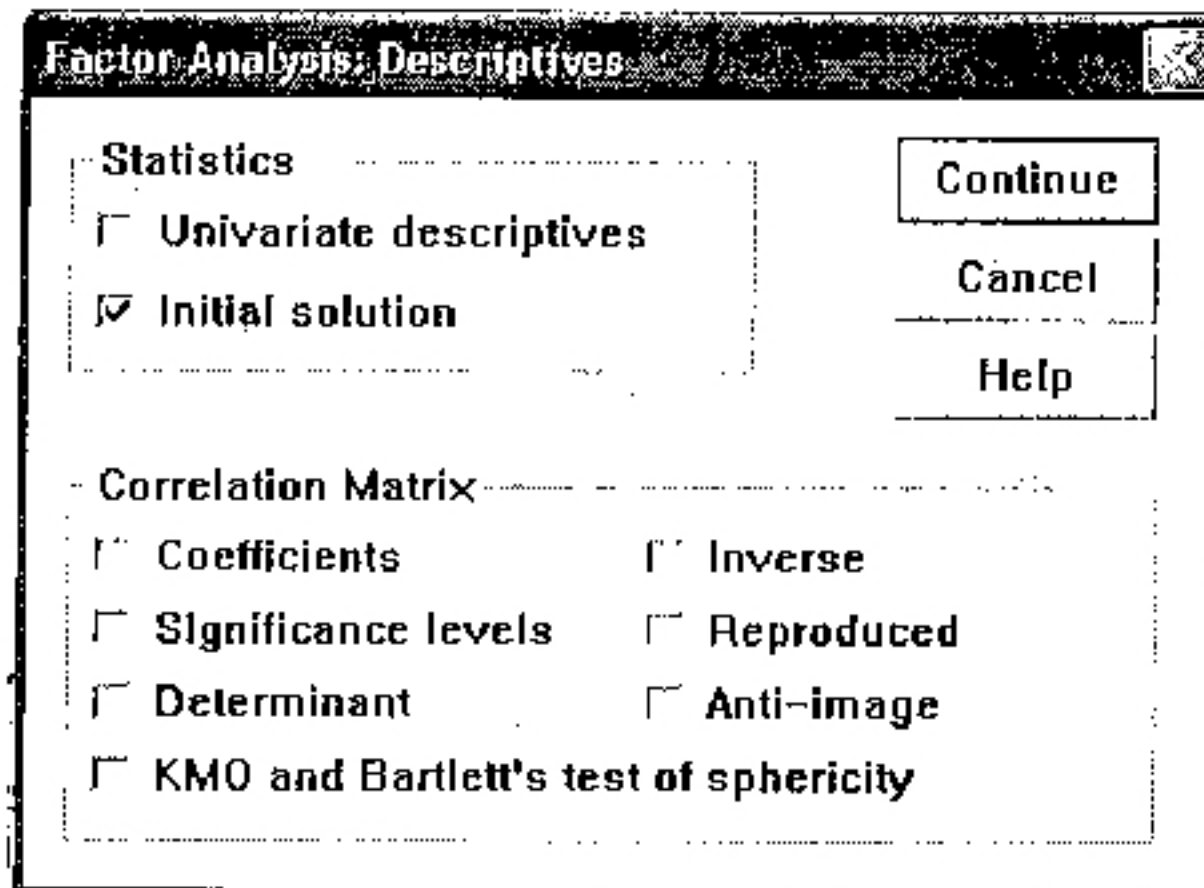 Factor Analysis: Descriptives
Statistics
Univariate descriptives
Initial solution
Continue
Cancel
Help
Correlation Matrix
Coefficients
Inverse
Significance levels
Reproduced
Determinant
Anti-image
KMO and Bartlett's test of sphericity